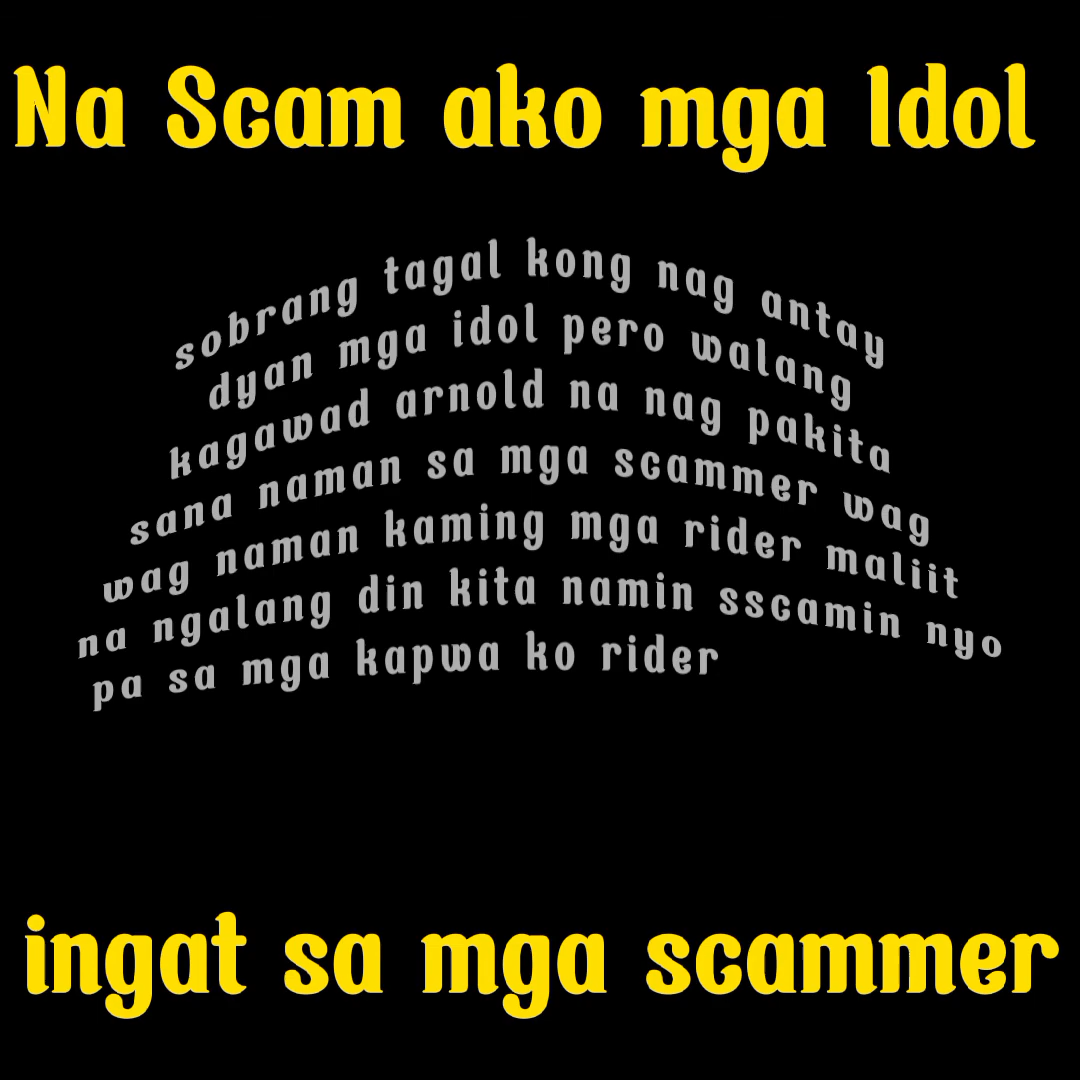 Na Scam ako mga Idol
sobrang tagal kong nag antay
dyan mga idol pero walang
kagawad arnold na nag pakita
sana naman sa mga scammer wag
wag naman kaming mga rider maliit
na ngalang din kita namin sscamin nyo
pa sa mga kapwa ko rider
ingat sa mga scammer